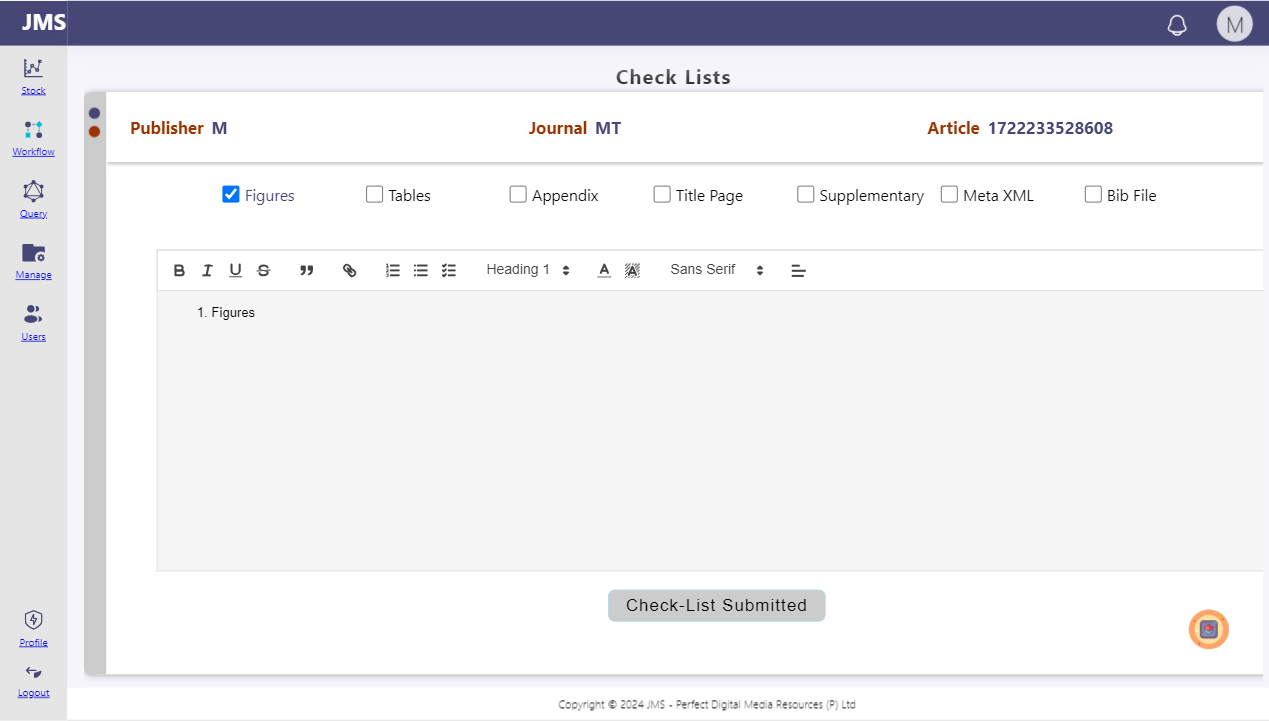 JMS
M
Stock
Workflow
Query
Manage
Users
Profile
Logout
Check Lists
Publisher M Journal MT Article 1722233528608
Figures Tables Appendix Title Page Supplementary Meta XML Bib File
Heading 1 Sans Serif
1. Figures
Check-List Submitted
Copyright © 2024 JMS - Perfect Digital Media Resources (P) Ltd